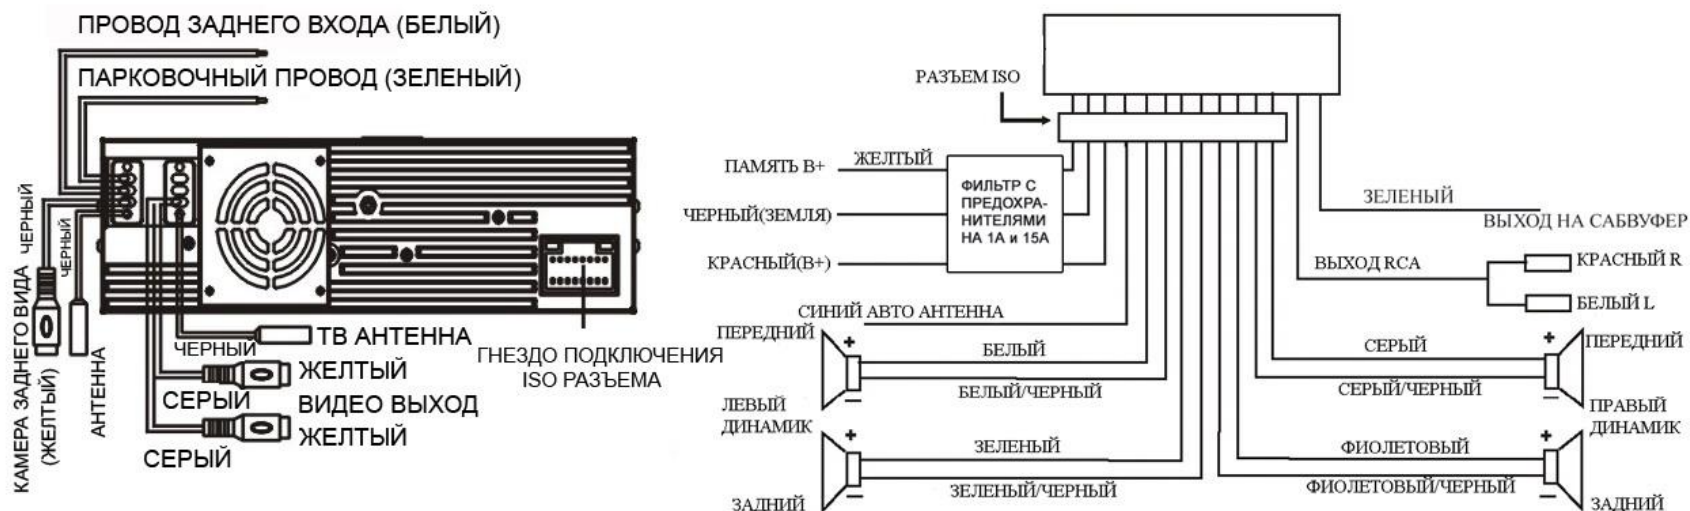 ПРОВОД ЗАДНЕГО ВХОДА (БЕЛЫЙ)
ПАРКОВОЧНЫЙ ПРОВОД (ЗЕЛЕНЫЙ)
КАМЕРА ЗАДНЕГО ВИДА
(ЖЕЛТЫЙ)
ЧЕРНЫЙ
ЧЕРНЫЙ
АНТЕННА
ЧЕРНЫЙ
ТВ АНТЕННА
СЕРЫЙ
ЖЕЛТЫЙ
ВИДЕО ВЫХОД
СЕРЫЙ
ЖЕЛТЫЙ
ГНЕЗДО ПОДКЛЮЧЕНИЯ
ISO РАЗЪЕМА
РАЗЪЕМ ISO
ПАМЯТЬ В+
ЖЕЛТЫЙ
ЧЕРНЫЙ(ЗЕМЛЯ)
КРАСНЫЙ(В+)
ФИЛЬТР С
ПРЕДОХРА-
НИТЕЛЯМИ
НА 1А и 15А
СИНИЙ АВТО АНТЕННА
ПЕРЕДНИЙ
+
БЕЛЫЙ
БЕЛЫЙ/ЧЕРНЫЙ
–
ЛЕВЫЙ
ДИНАМИК
+
ЗЕЛЕНЫЙ
ЗЕЛЕНЫЙ/ЧЕРНЫЙ
–
ЗАДНИЙ
ЗЕЛЕНЫЙ
ВЫХОД НА САБВУФЕР
ВЫХОД RCA
КРАСНЫЙ R
БЕЛЫЙ L
СЕРЫЙ
+
ПЕРЕДНИЙ
СЕРЫЙ/ЧЕРНЫЙ
–
ПРАВЫЙ
ДИНАМИК
+
ФИОЛЕТОВЫЙ
ФИОЛЕТОВЫЙ/ЧЕРНЫЙ
–
ЗАДНИЙ